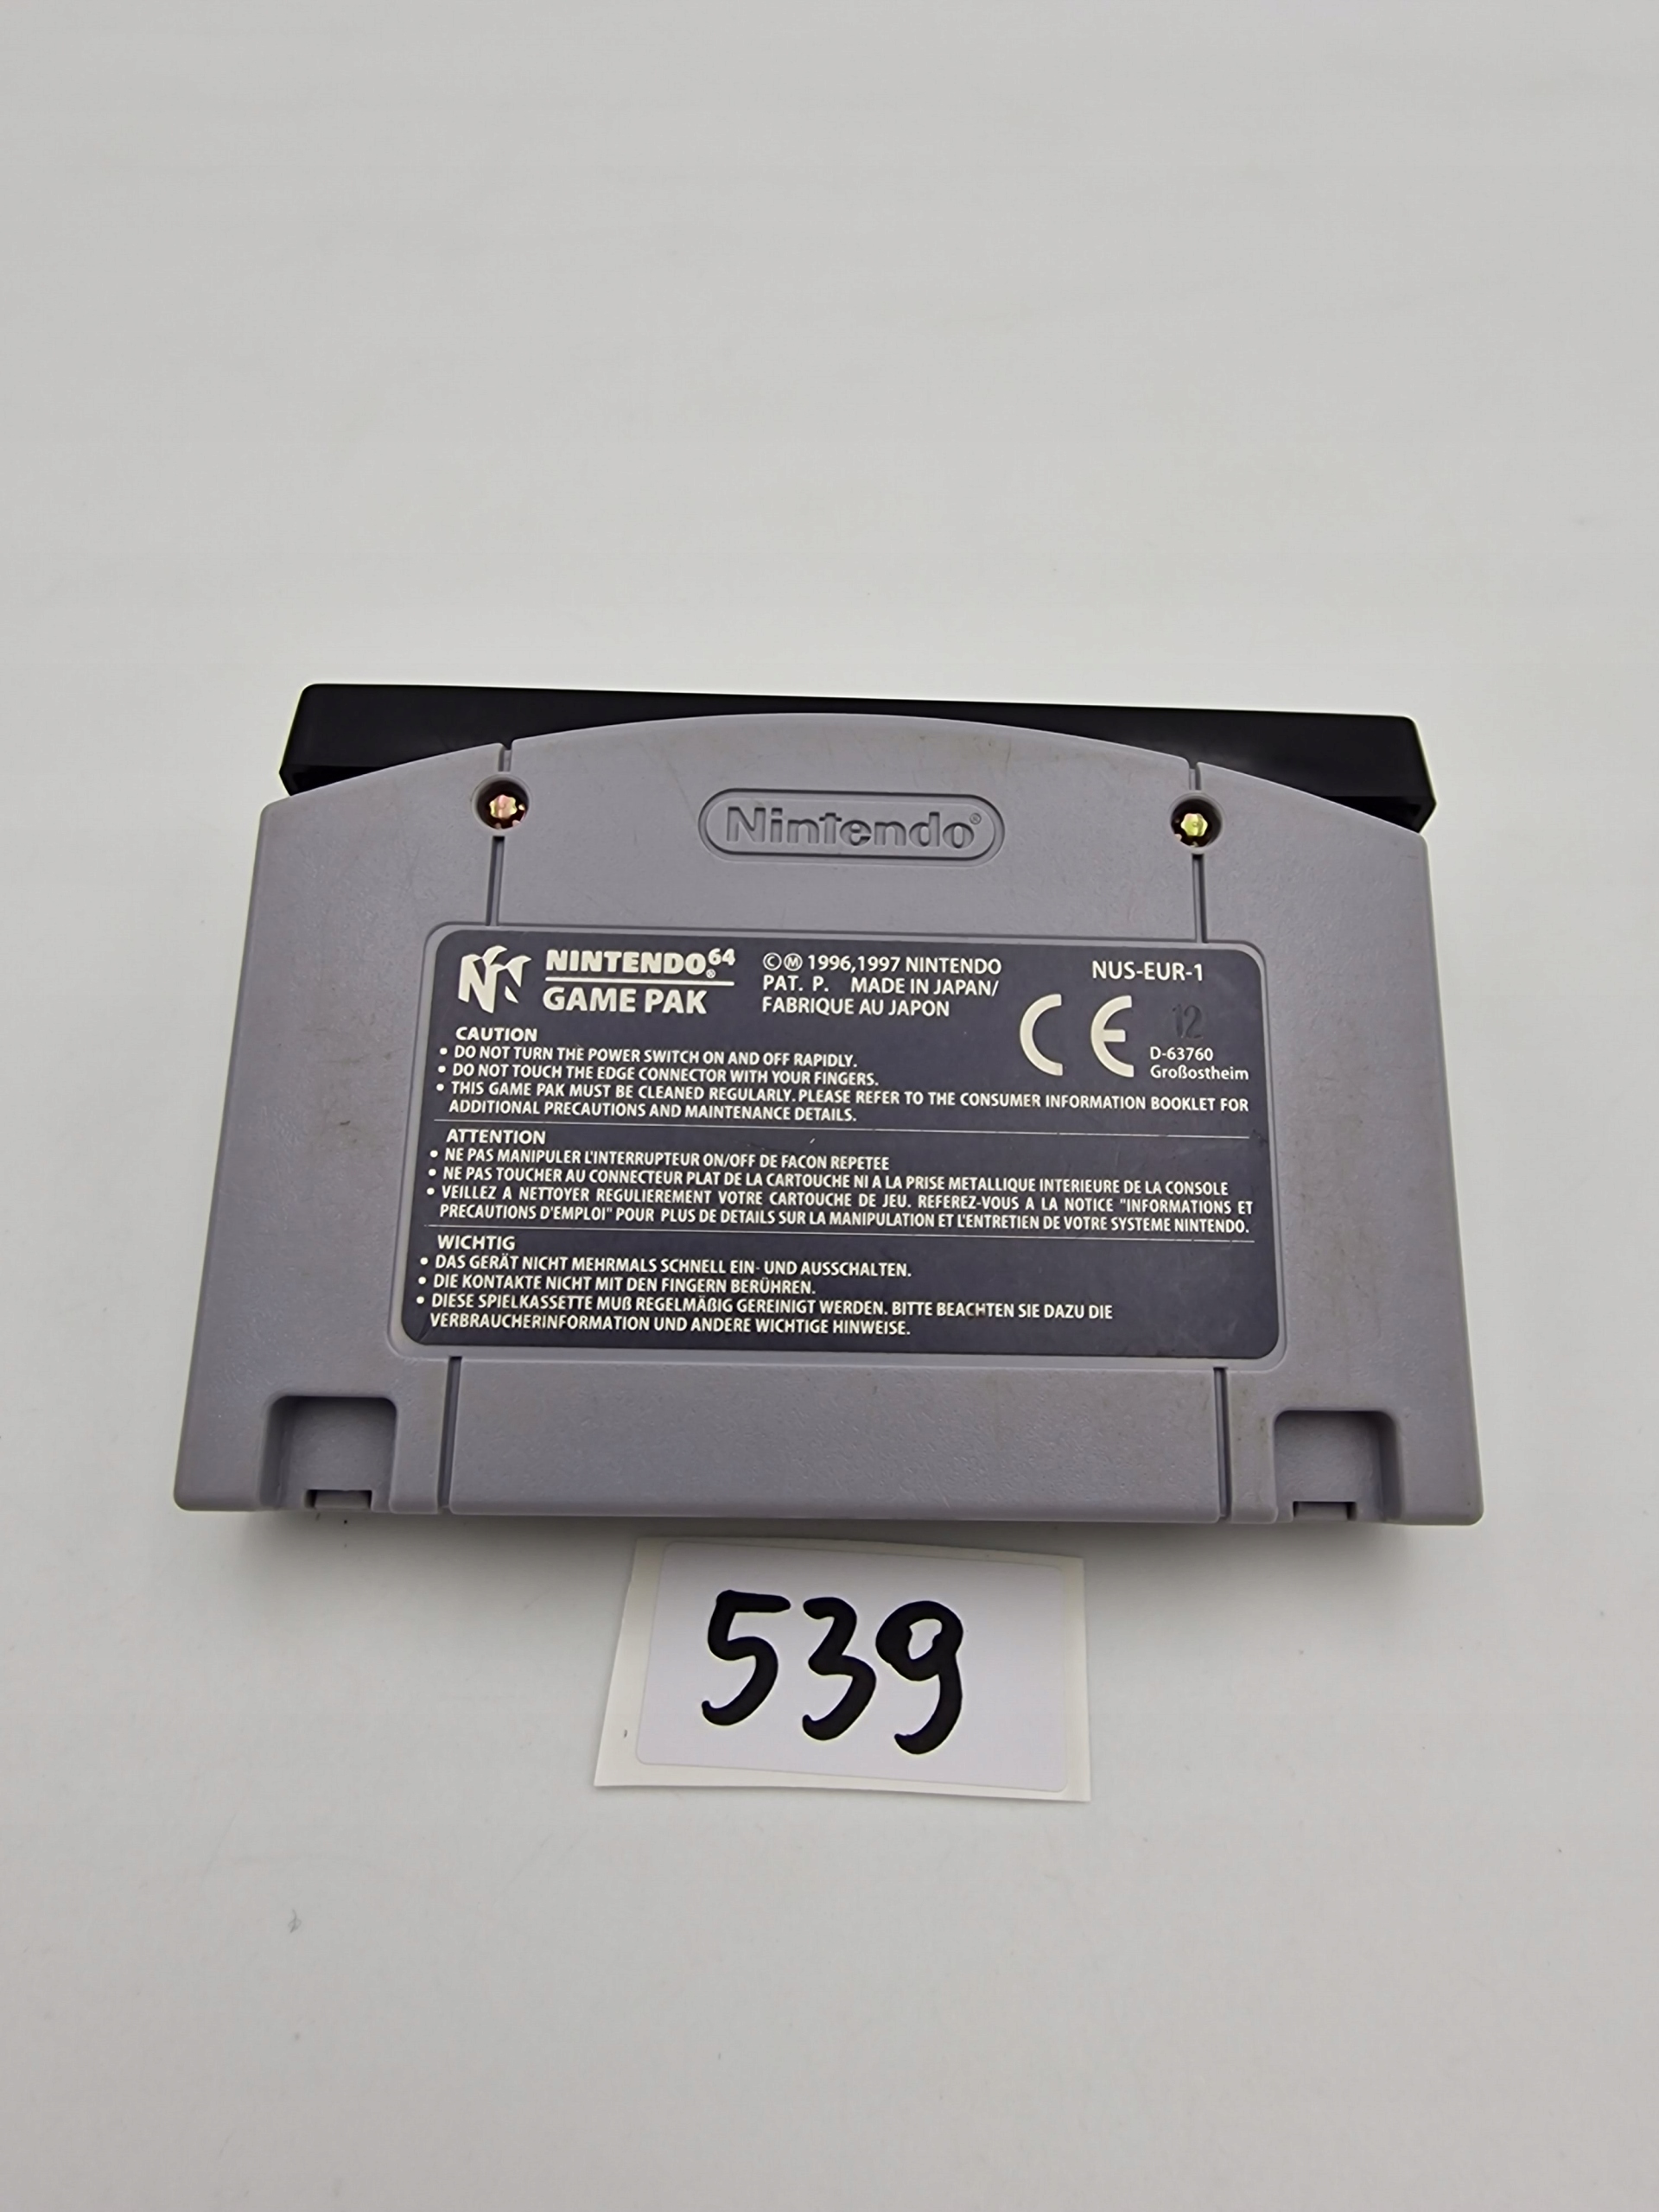 Nintendo®
NINTENDO64®
GAME PAK
©Ⓜ 1996,1997 NINTENDO
PAT. P. MADE IN JAPAN/
FABRIQUE AU JAPON
NUS-EUR-1
CE
12
D-63760
Großostheim
CAUTION
• DO NOT TURN THE POWER SWITCH ON AND OFF RAPIDLY.
• DO NOT TOUCH THE EDGE CONNECTOR WITH YOUR FINGERS.
• THIS GAME PAK MUST BE CLEANED REGULARLY. PLEASE REFER TO THE CONSUMER INFORMATION BOOKLET FOR
ADDITIONAL PRECAUTIONS AND MAINTENANCE DETAILS.
ATTENTION
• NE PAS MANIPULER L'INTERRUPTEUR ON/OFF DE FACON REPETEE
• NE PAS TOUCHER AU CONNECTEUR PLAT DE LA CARTOUCHE NI A LA PRISE METALLIQUE INTERIEURE DE LA CONSOLE
• VEILLEZ A NETTOYER REGULIEREMENT VOTRE CARTOUCHE DE JEU. REFEREZ-VOUS A LA NOTICE "INFORMATIONS ET
PRECAUTIONS D'EMPLOI" POUR PLUS DE DETAILS SUR LA MANIPULATION ET L'ENTRETIEN DE VOTRE SYSTEME NINTENDO.
WICHTIG
• DAS GERÄT NICHT MEHRMALS SCHNELL EIN- UND AUSSCHALTEN.
• DIE KONTAKTE NICHT MIT DEN FINGERN BERÜHREN.
• DIESE SPIELKASSETTE MUß REGELMÄßIG GEREINIGT WERDEN. BITTE BEACHTEN SIE DAZU DIE
VERBRAUCHERINFORMATION UND ANDERE WICHTIGE HINWEISE.
539